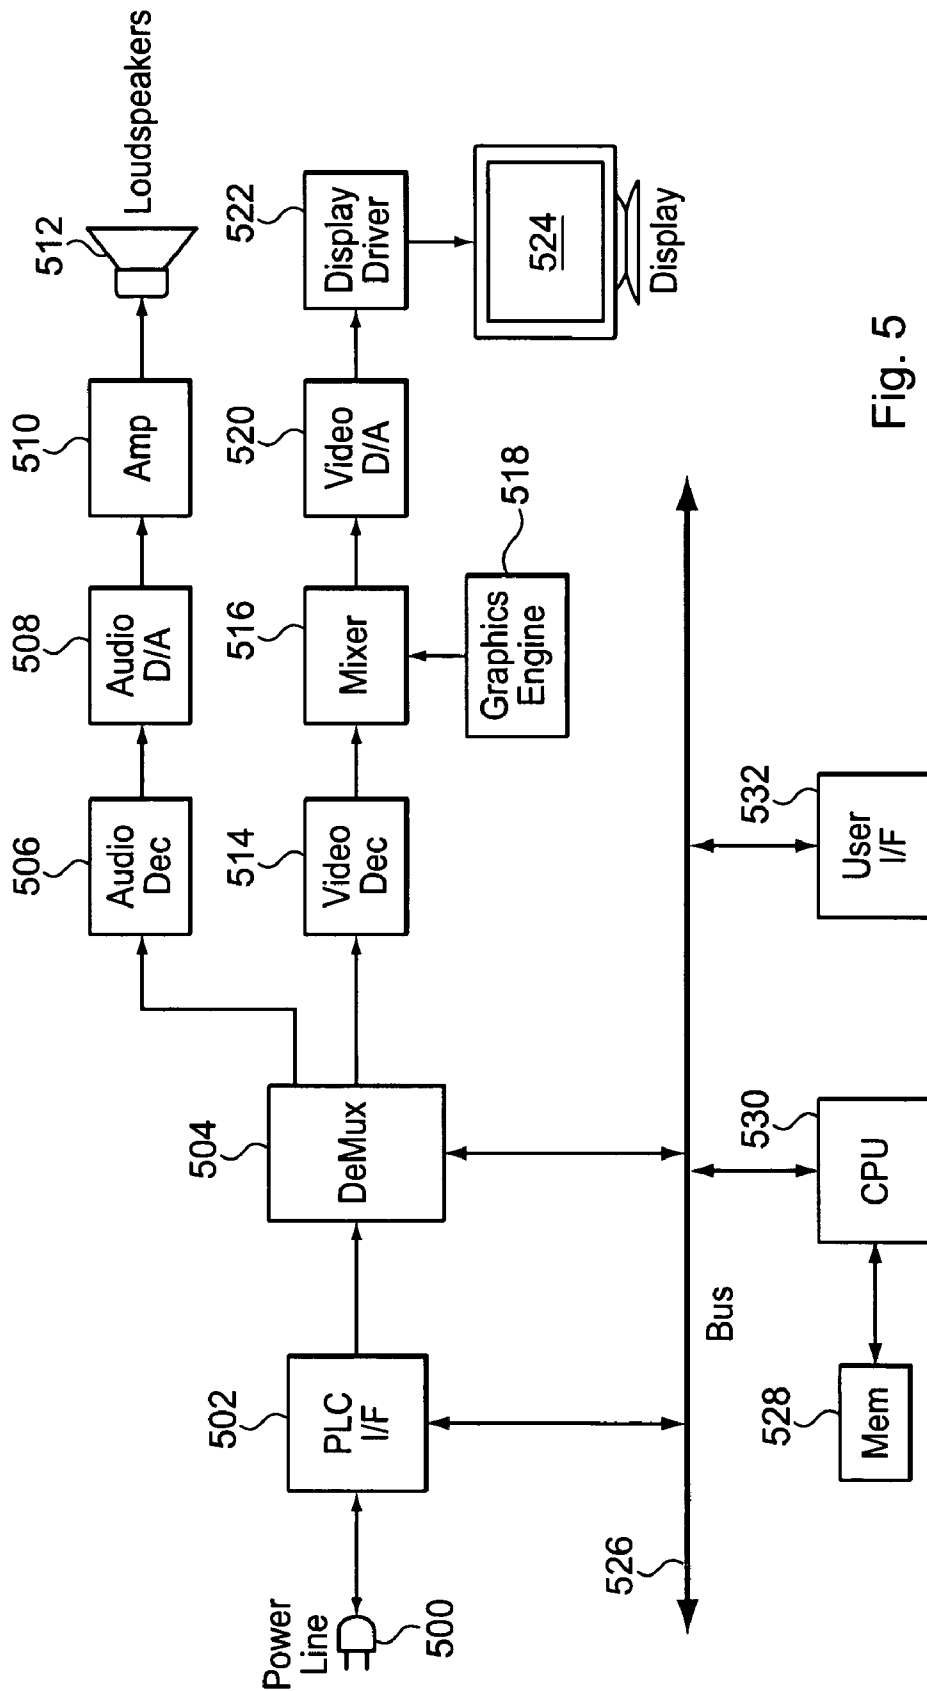 512
Loudspeakers
510
Amp
508
Audio
D/A
506
Audio
Dec
522
Display
Driver
520
Video
D/A
516
Mixer
514
Video
Dec
504
DeMux
502
PLC
I/F
Power
Line
500
524
Display
518
Graphics
Engine
526
Bus
528
Mem
530
CPU
532
User
I/F
Fig. 5